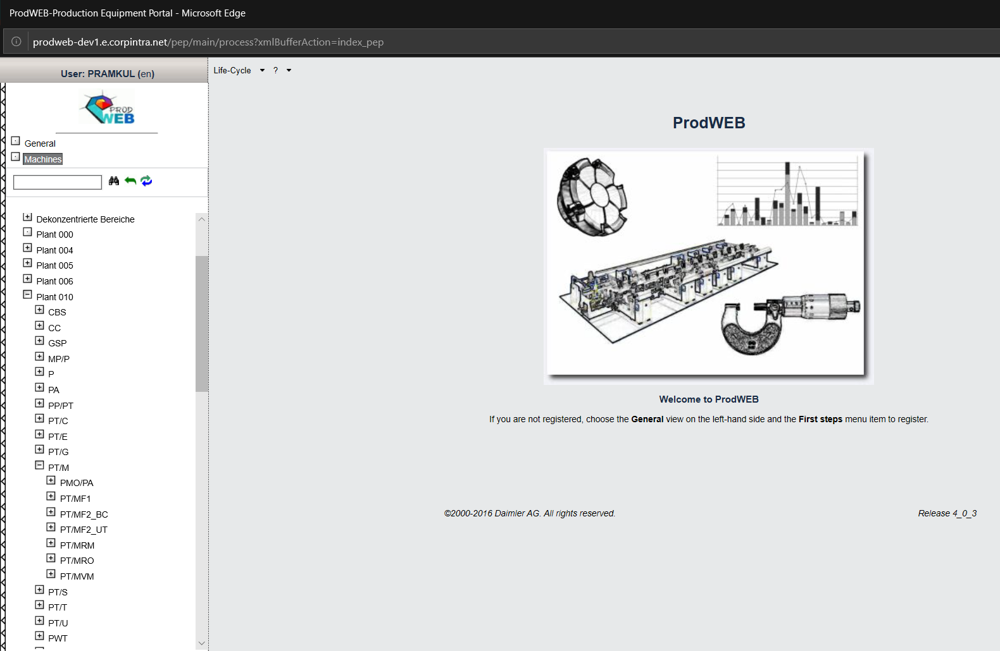 ProdWEB-Production Equipment Portal - Microsoft Edge
prodweb-dev1.e.corpintra.net/pep/main/process?xmlBufferAction=index_pep
User: PRAMKUL (en)
Life-Cycle ?
PROD
WEB
General
Machines
ProdWEB
Dekonzentrierte Bereiche
Plant 000
Plant 004
Plant 005
Plant 006
Plant 010
CBS
CC
GSP
MP/P
P
PA
PP/PT
PT/C
PT/E
PT/G
PT/M
PMO/PA
PT/MF1
PT/MF2_BC
PT/MF2_UT
PT/MRM
PT/MRO
PT/MVM
PT/S
PT/T
PT/U
PWT
Welcome to ProdWEB
If you are not registered, choose the General view on the left-hand side and the First steps menu item to register.
©2000-2016 Daimler AG. All rights reserved.
Release 4_0_3